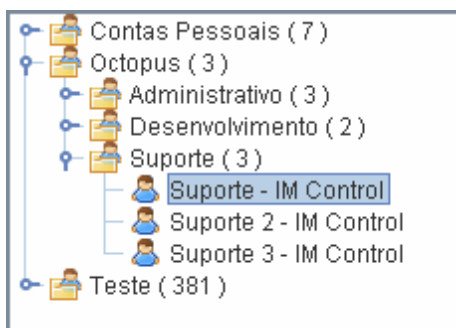 Contas Pessoais ( 7 )
Octopus ( 3 )
Administrativo ( 3 )
Desenvolvimento ( 2 )
Suporte ( 3 )
Suporte - IM Control
Suporte 2 - IM Control
Suporte 3 - IM Control
Teste ( 381 )